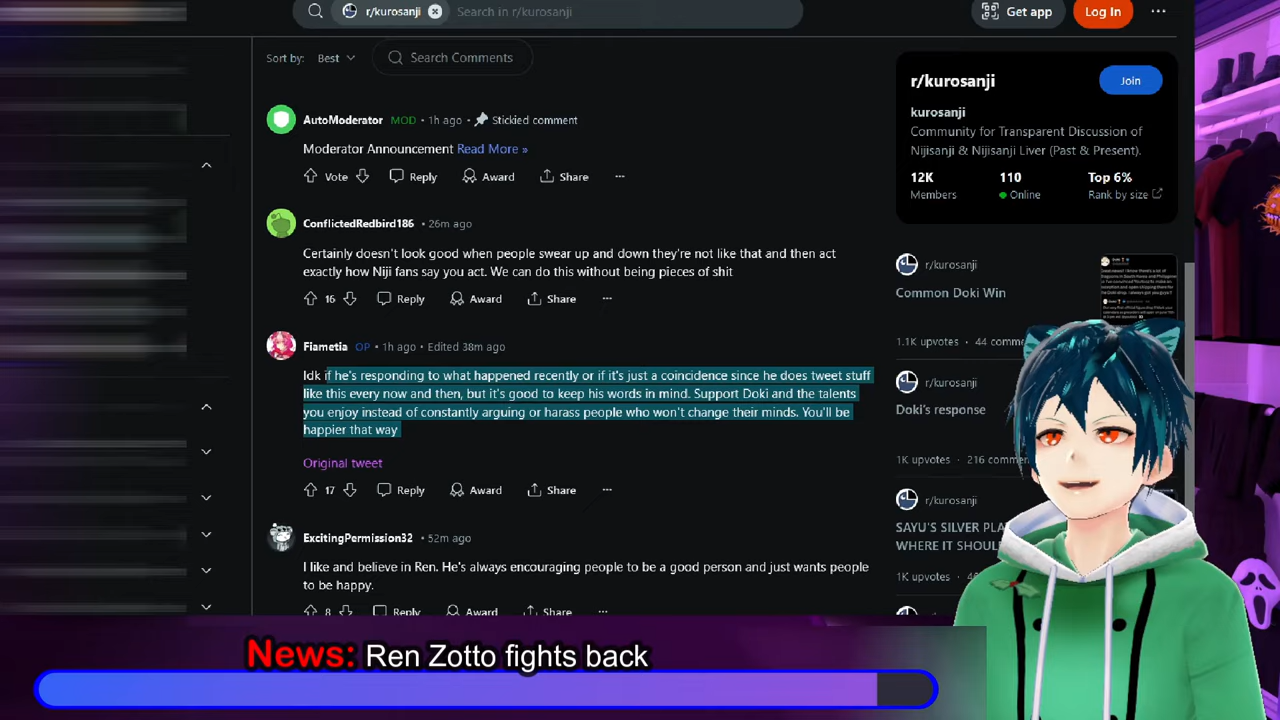 r/kurosanji
Search in r/kurosanji
Get app
Log In
Sort by: Best
Search Comments
AutoModerator MOD • 1h ago • Stickied comment
Moderator Announcement Read More »
Vote Reply Award Share
ConflictedRedbird186 • 26m ago
Certainly doesn't look good when people swear up and down they're not like that and then act
exactly how Niji fans say you act. We can do this without being pieces of shit
16 Reply Award Share
Fiametia OP • 1h ago • Edited 38m ago
Idk if he's responding to what happened recently or if it's just a coincidence since he does tweet stuff
like this every now and then, but it's good to keep his words in mind. Support Doki and the talents
you enjoy instead of constantly arguing or harass people who won't change their minds. You'll be
happier that way
Original tweet
17 Reply Award Share
ExcitingPermission32 • 52m ago
I like and believe in Ren. He's always encouraging people to be a good person and just wants people
to be happy.
8 Reply Award Share
r/kurosanji
Join
kurosanji
Community for Transparent Discussion of
Nijisanji & Nijisanji Liver (Past & Present).
12K 110 Top 6%
Members Online Rank by size
r/kurosanji
Common Doki Win
1.1K upvotes • 44 comme
r/kurosanji
Doki's response
1K upvotes • 216 commen
r/kurosanji
SAYU'S SILVER PLA
WHERE IT SHOUL
1K upvotes
News: Ren Zotto fights back